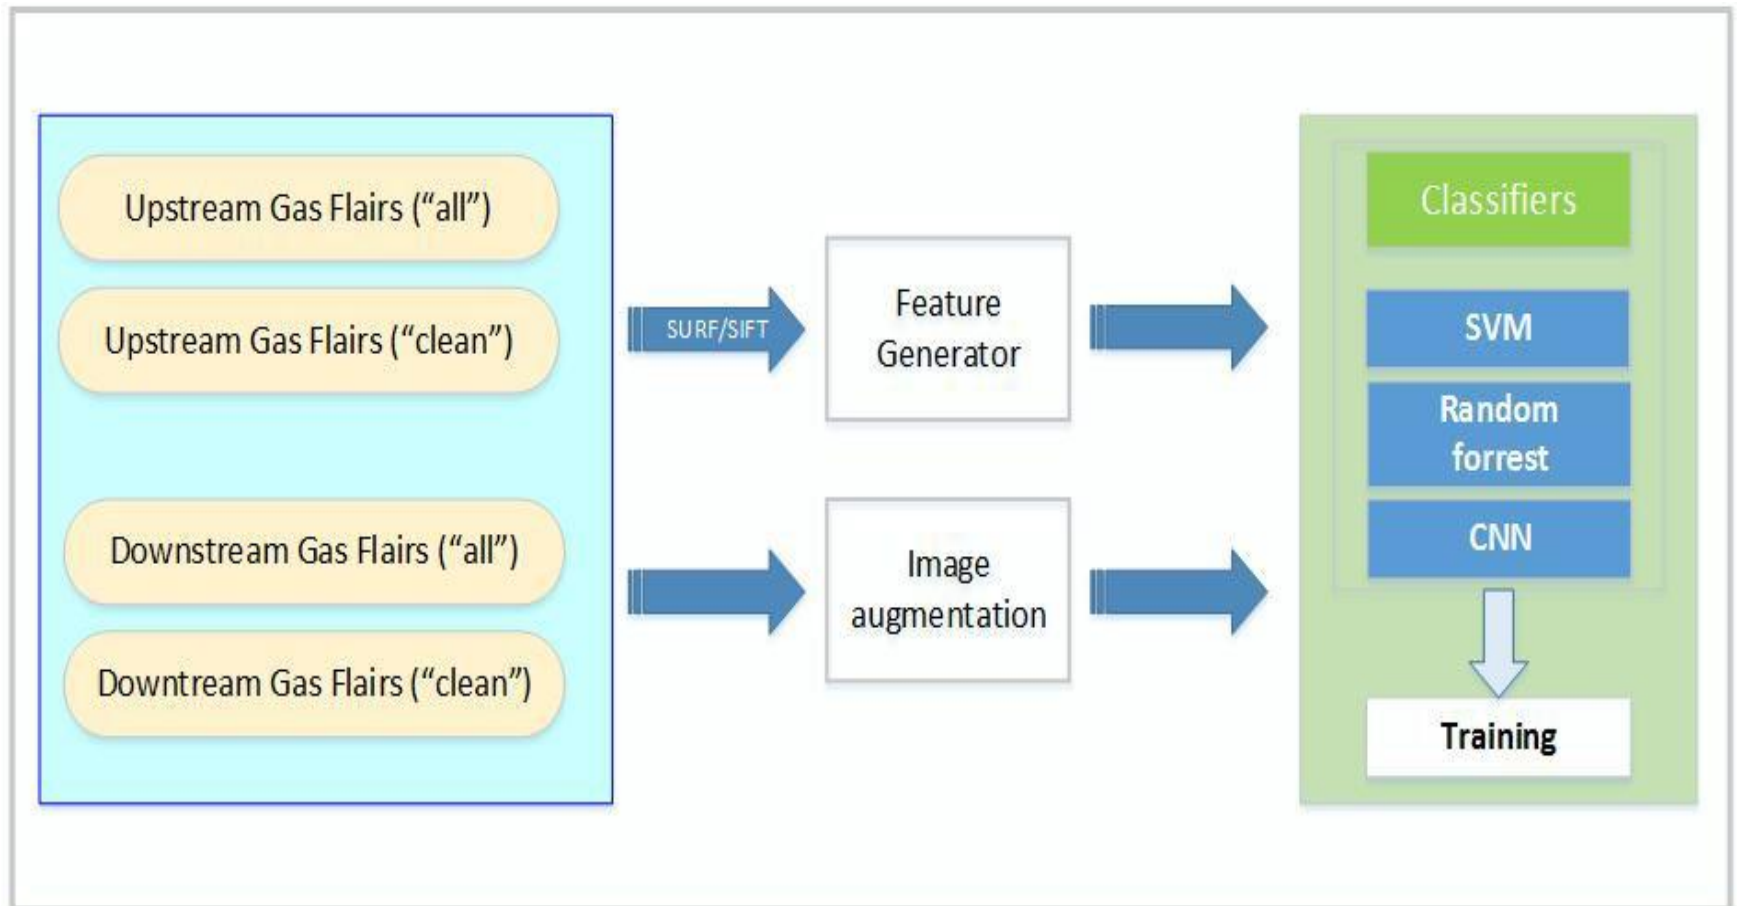 Upstream Gas Flairs (“all”)
Upstream Gas Flairs (“clean”)
Downstream Gas Flairs (“all”)
Downtream Gas Flairs (“clean”)
SURF/SIFT
Feature
Generator
Image
augmentation
Classifiers
SVM
Random
forrest
CNN
Training